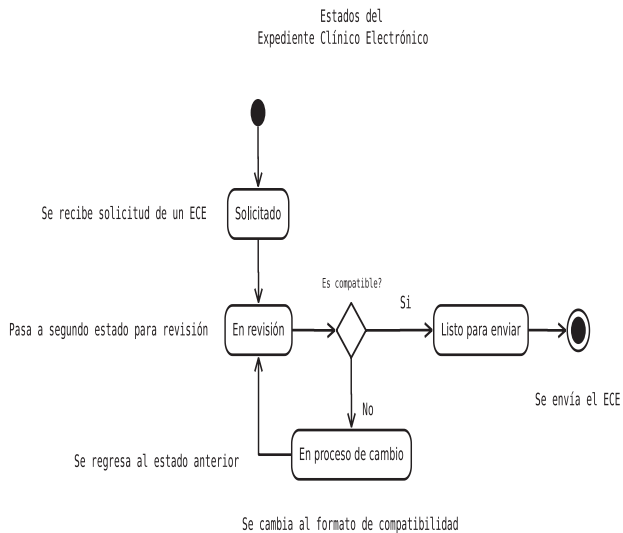 Estados del
Expediente Clínico Electrónico
Se recibe solicitud de un ECE
Solicitado
Es compatible?
Si
Pasa a segundo estado para revisión
En revisión
Listo para enviar
Se envía el ECE
No
En proceso de cambio
Se regresa al estado anterior
Se cambia al formato de compatibilidad